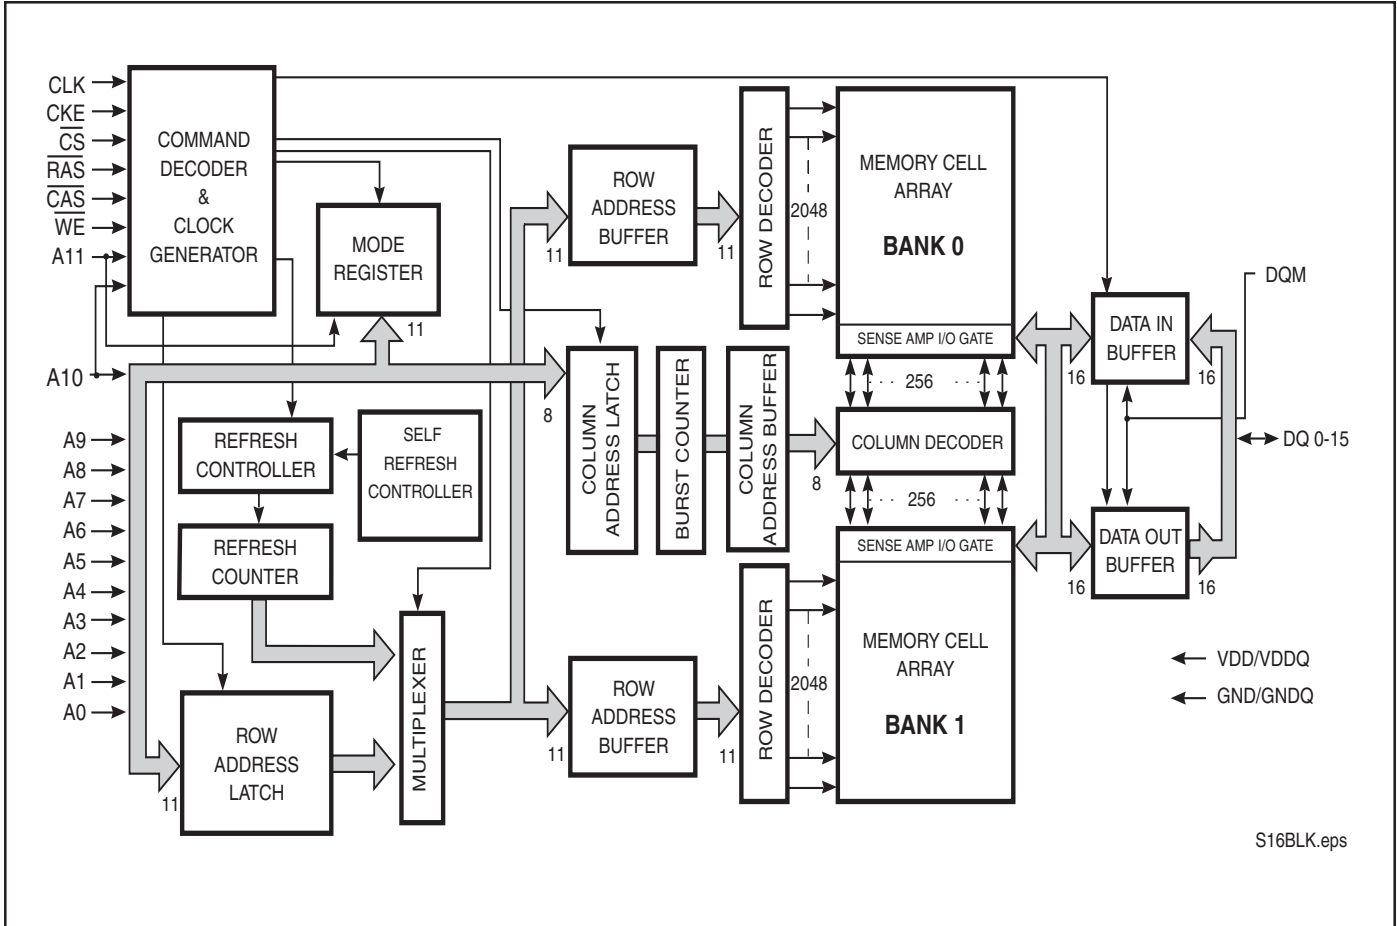 CLK
CKE
CS
RAS
CAS
WE
A11
A10
A9
A8
A7
A6
A5
A4
A3
A2
A1
A0
COMMAND
DECODER
&
CLOCK
GENERATOR
MODE
REGISTER
11
REFRESH
CONTROLLER
SELF
REFRESH
CONTROLLER
REFRESH
COUNTER
ROW
ADDRESS
LATCH
11
MULTIPLEXER
ROW
ADDRESS
BUFFER
11
11
ROW DECODER
2048
MEMORY CELL
ARRAY
BANK 0
SENSE AMP I/O GATE
COLUMN
ADDRESS LATCH
8
BURST COUNTER
COLUMN
ADDRESS BUFFER
8
256
COLUMN DECODER
256
SENSE AMP I/O GATE
MEMORY CELL
ARRAY
BANK 1
ROW
ADDRESS
BUFFER
11
11
ROW DECODER
2048
DATA IN
BUFFER
16
16
DATA OUT
BUFFER
16
16
DQM
DQ 0-15
VDD/VDDQ
GND/GNDQ
S16BLK.eps